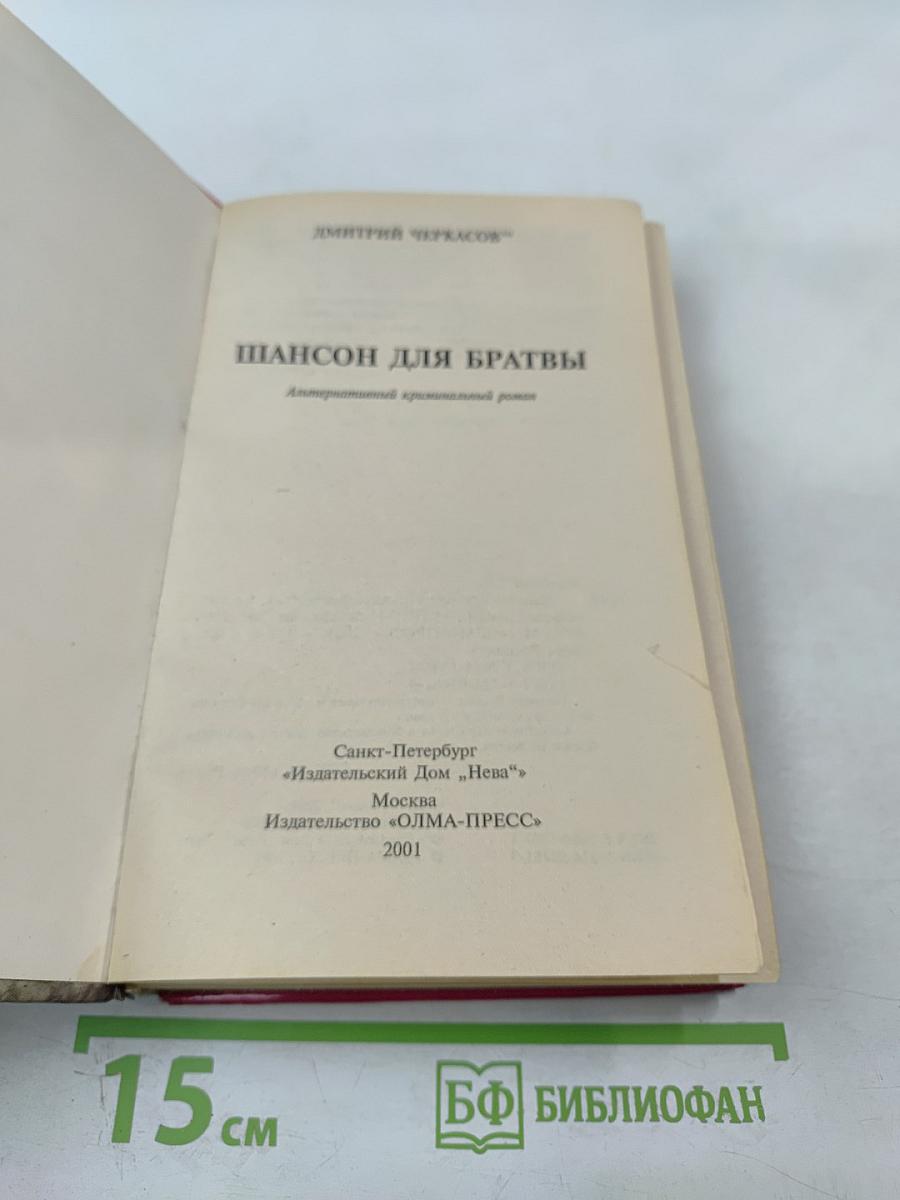 ДМИТРИЙ ЧЕРКАСОВ™
ШАНСОН ДЛЯ БРАТВЫ
Альтернативный криминальный роман
Санкт-Петербург
«Издательский Дом „Нева“»
Москва
Издательство «ОЛМА-ПРЕСС»
2001
15 см
БФ БИБЛИОФАН